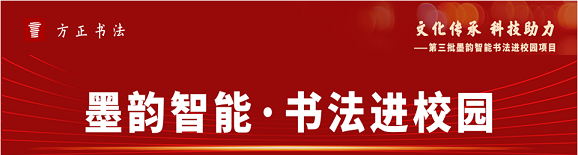 方正书法
文化传承 科技助力
——第三批墨韵智能书法进校园项目
墨韵智能·书法进校园